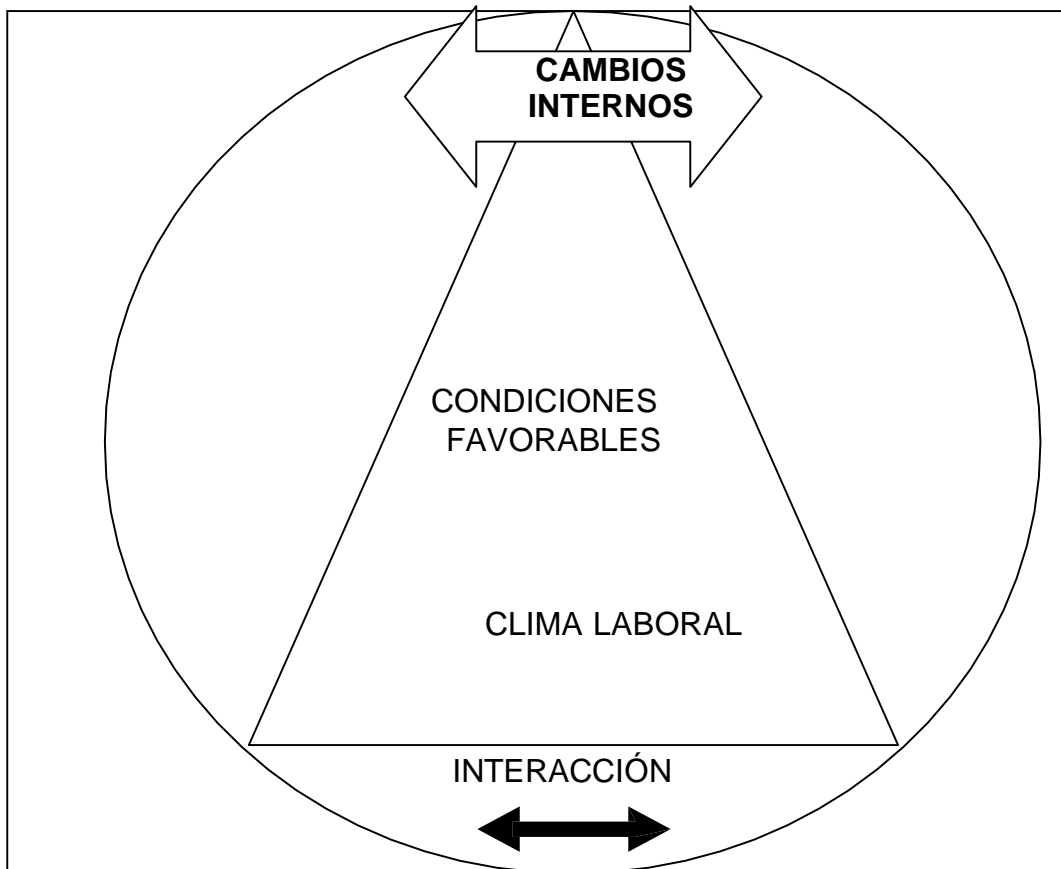 CAMBIOS
INTERNOS
CONDICIONES
FAVORABLES
CLIMA LABORAL
INTERACCIÓN